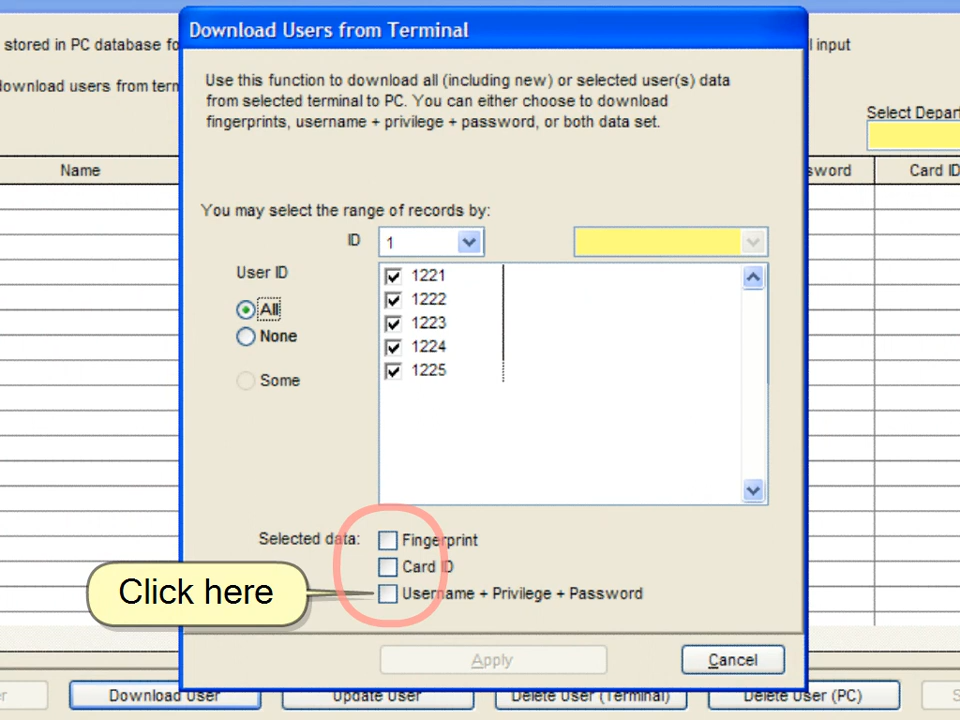 Download Users from Terminal
stored in PC database fo
l input
download users from term
Use this function to download all (including new) or selected user(s) data
from selected terminal to PC. You can either choose to download
fingerprints, username + privilege + password, or both data set.
Select Depart
Name
sword
Card ID
You may select the range of records by:
ID
1
User ID
All
None
Some
1221
1222
1223
1224
1225
Selected data:
Fingerprint
Card ID
Username + Privilege + Password
Click here
Apply
Cancel
Download User
Update User
Delete User (Terminal)
Delete User (PC)